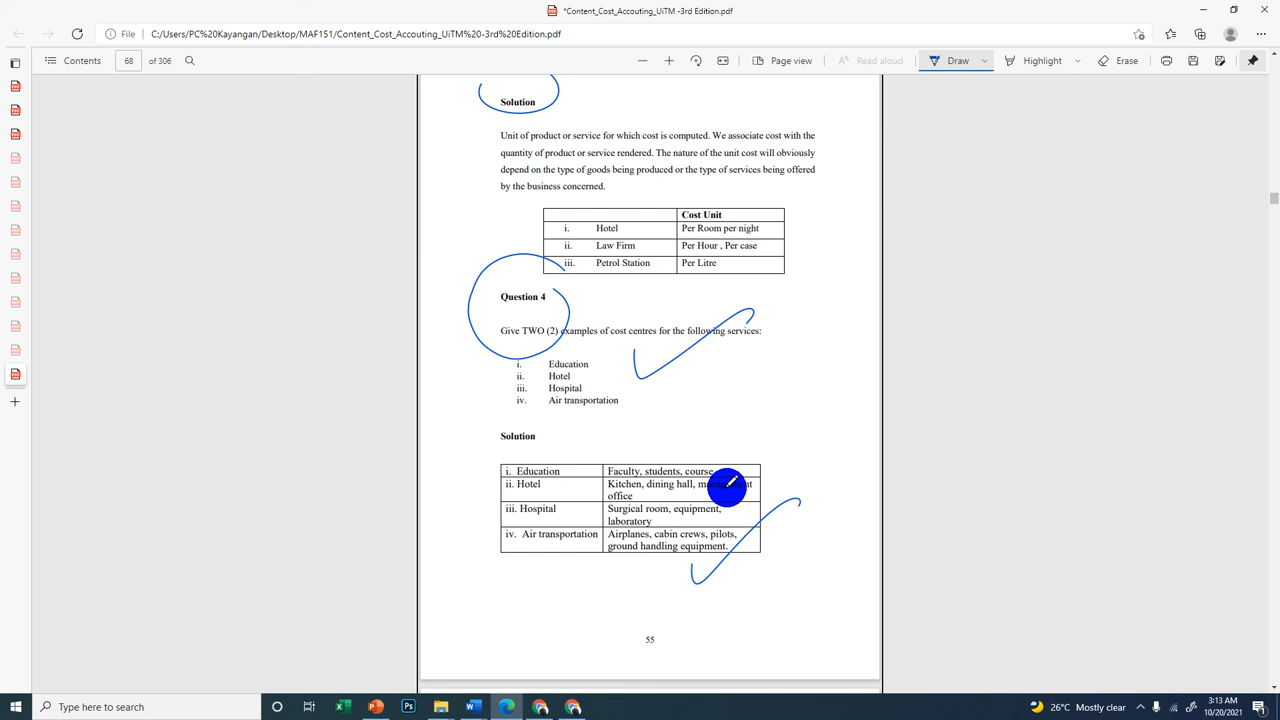 *Content_Cost_Accouting_UiTM -3rd Edition.pdf
File
C:/Users/PC%20Kayangan/Desktop/MAF151/Content_Cost_Accouting_UiTM%20-3rd%20Edition.pdf
Contents
68
of 306
Page view
Read aloud
Draw
Highlight
Erase
Solution
Unit of product or service for which cost is computed. We associate cost with the
quantity of product or service rendered. The nature of the unit cost will obviously
depend on the type of goods being produced or the type of services being offered
by the business concerned.
Cost Unit
i. Hotel Per Room per night
ii. Law Firm Per Hour , Per case
iii. Petrol Station Per Litre
Question 4
Give TWO (2) examples of cost centres for the following services:
i. Education
ii. Hotel
iii. Hospital
iv. Air transportation
Solution
i. Education Faculty, students, course
ii. Hotel Kitchen, dining hall, management
office
iii. Hospital Surgical room, equipment,
laboratory
iv. Air transportation Airplanes, cabin crews, pilots,
ground handling equipment.
55
Type here to search
26°C Mostly clear
3:13 AM
10/20/2021